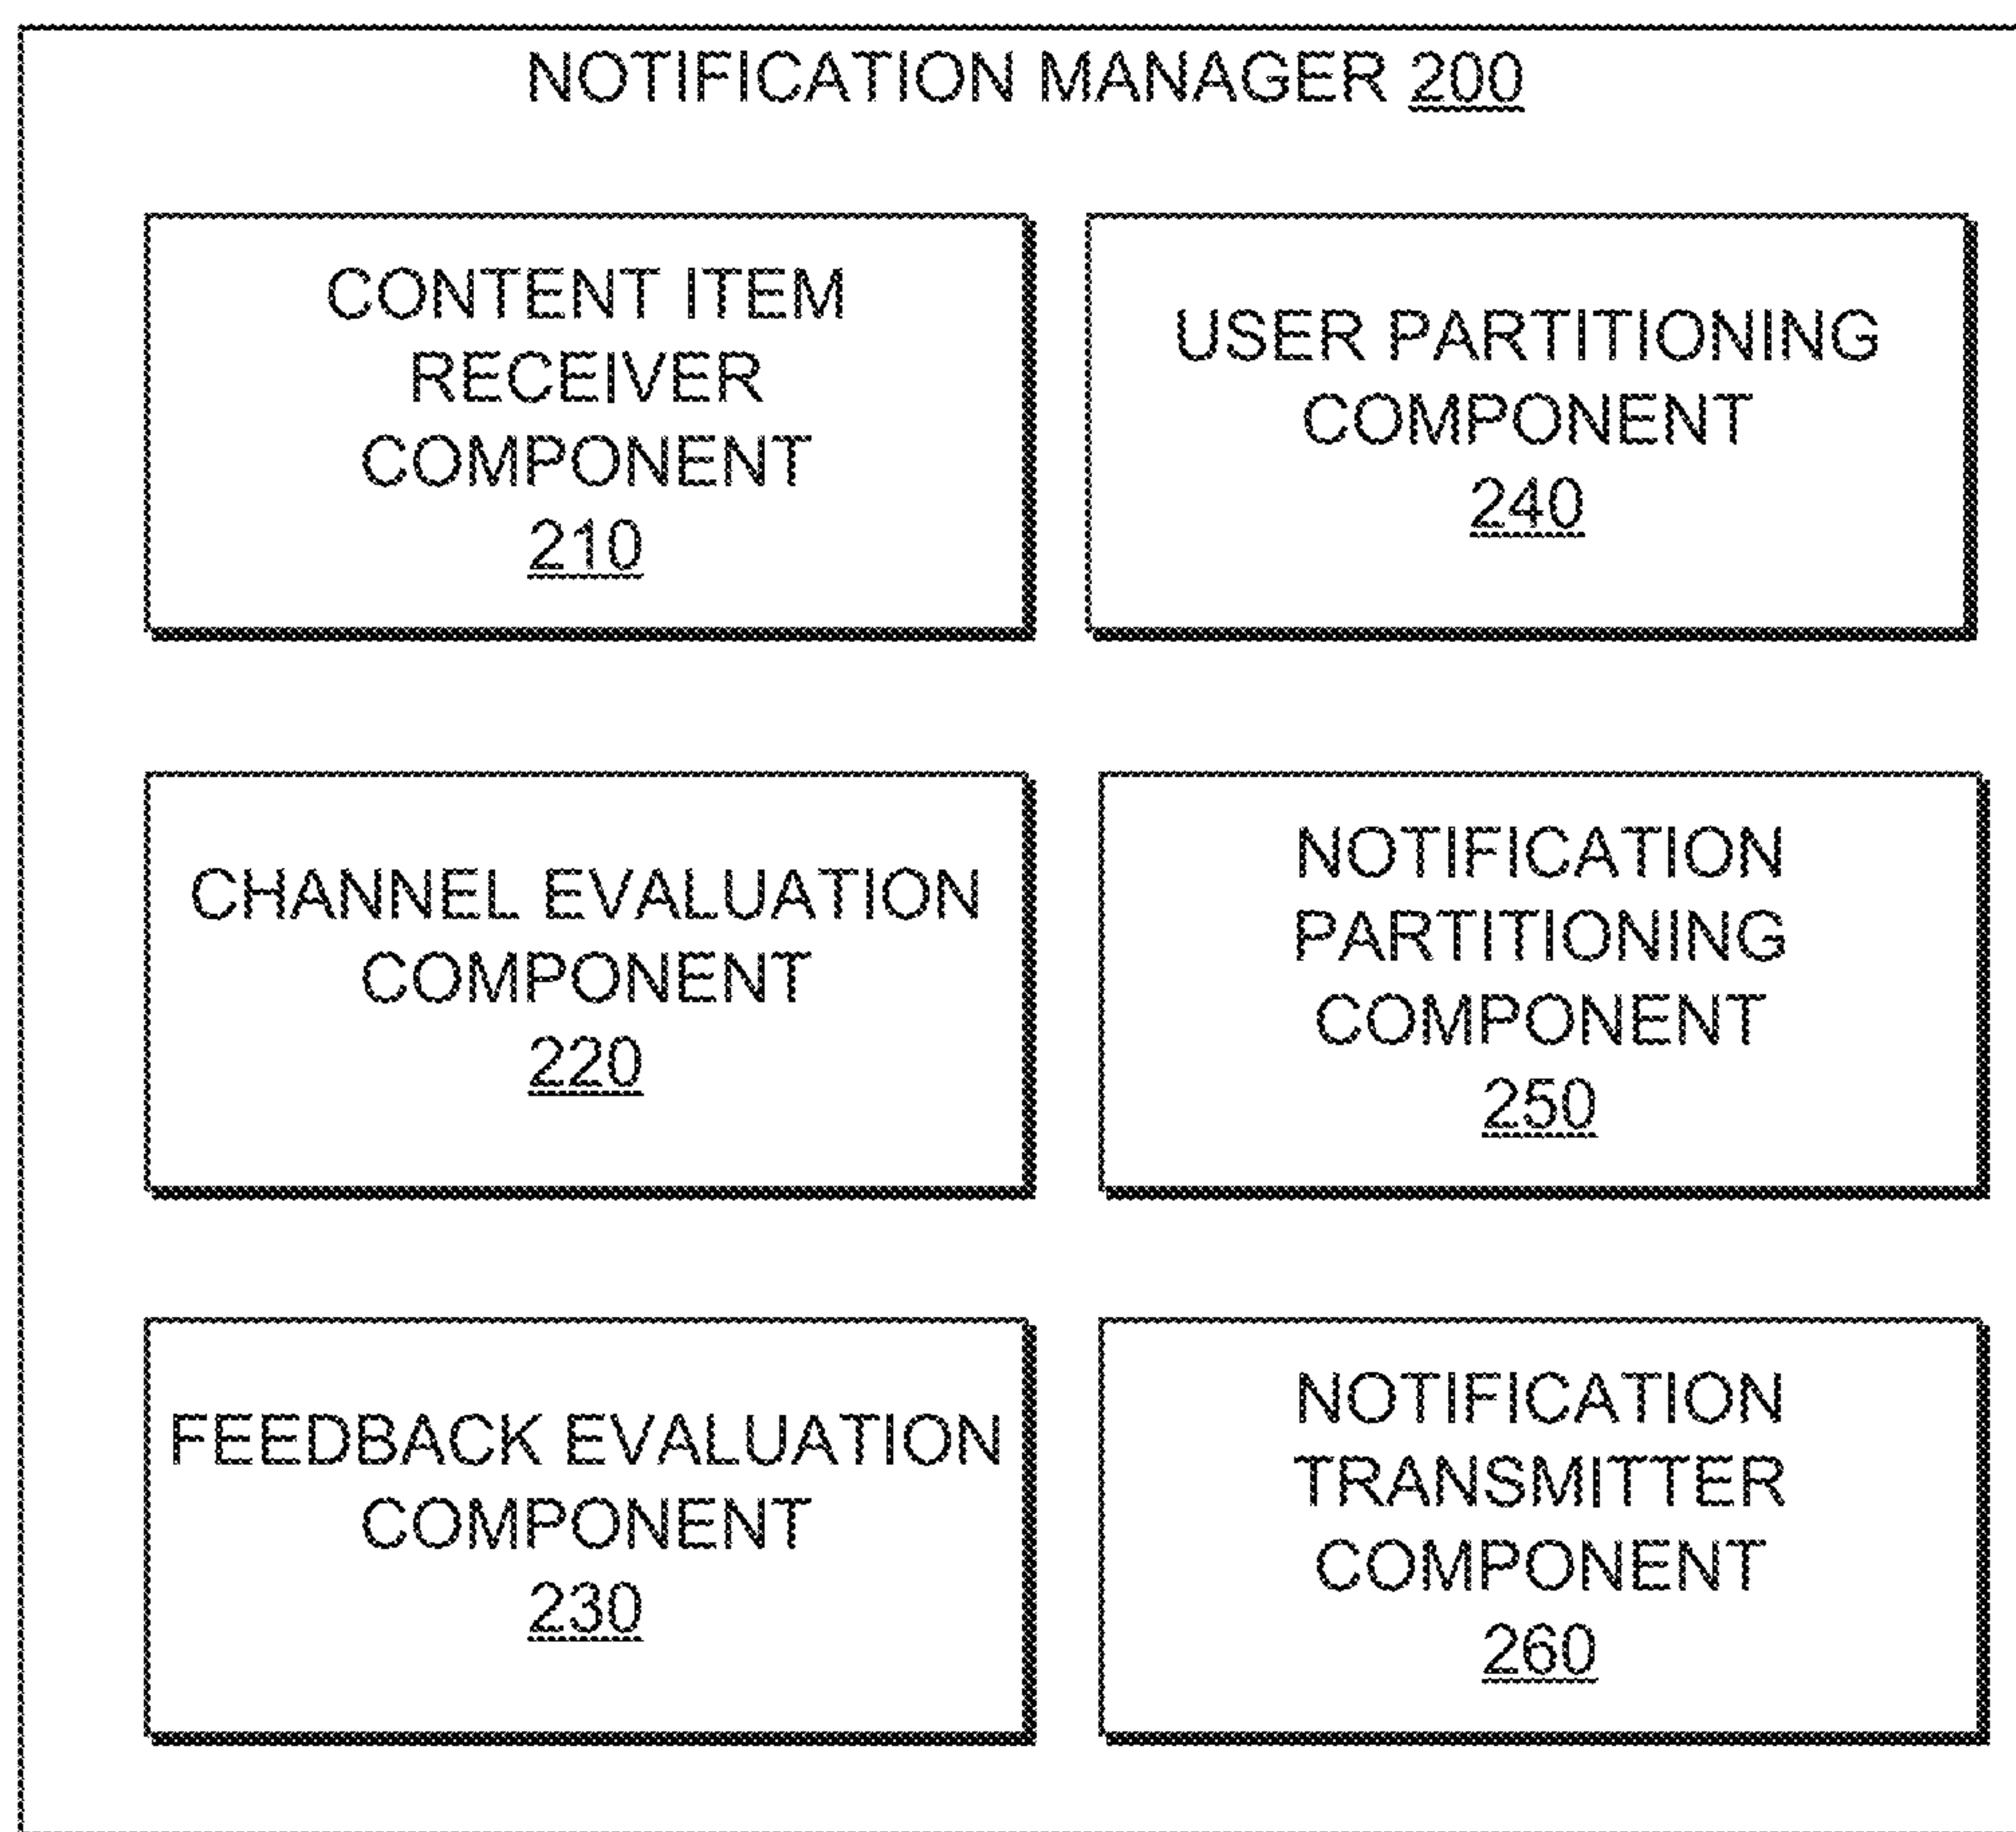 NOTIFICATION MANAGER 200
CONTENT ITEM
RECEIVER
COMPONENT
210
USER PARTITIONING
COMPONENT
240
CHANNEL EVALUATION
COMPONENT
220
NOTIFICATION
PARTITIONING
COMPONENT
250
FEEDBACK EVALUATION
COMPONENT
230
NOTIFICATION
TRANSMITTER
COMPONENT
260